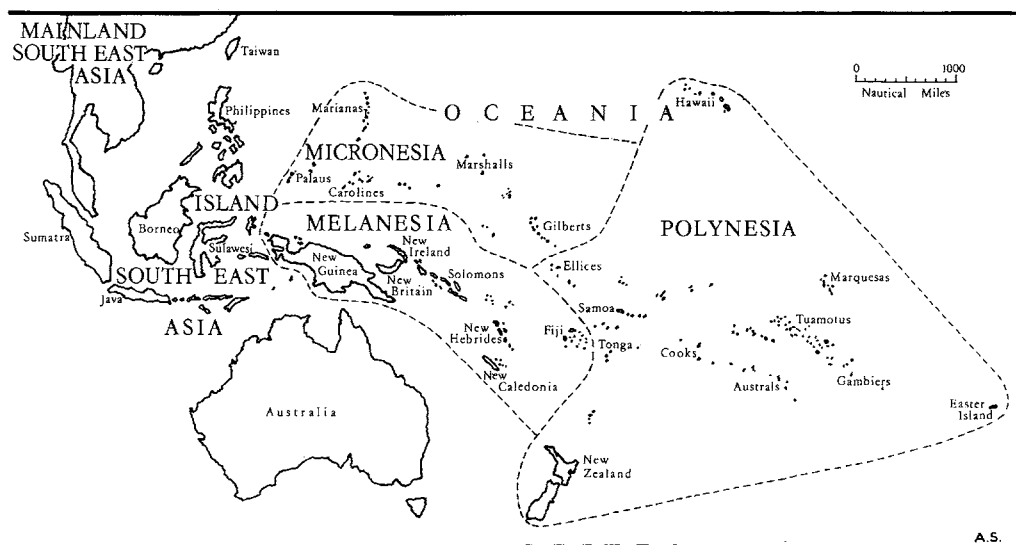 MAINLAND
SOUTH EAST
ASIA
Taiwan
Philippines
Marianas
OCEANIA
Hawaii
0 1000
Nautical Miles
MICRONESIA
Marshalls
Palaus
Carolines
ISLAND
MELANESIA
Gilberts
POLYNESIA
Sumatra
Borneo
Sulawesi
New
Guinea
New
Ireland
New
Britain
Solomons
Ellices
Marquesas
SOUTH EAST
Java
ASIA
Samoa
Tuamotus
New
Hebrides
Fiji
Tonga
Cooks
New
Caledonia
Australs
Gambiers
Easter
Island
Australia
New
Zealand
A.S.